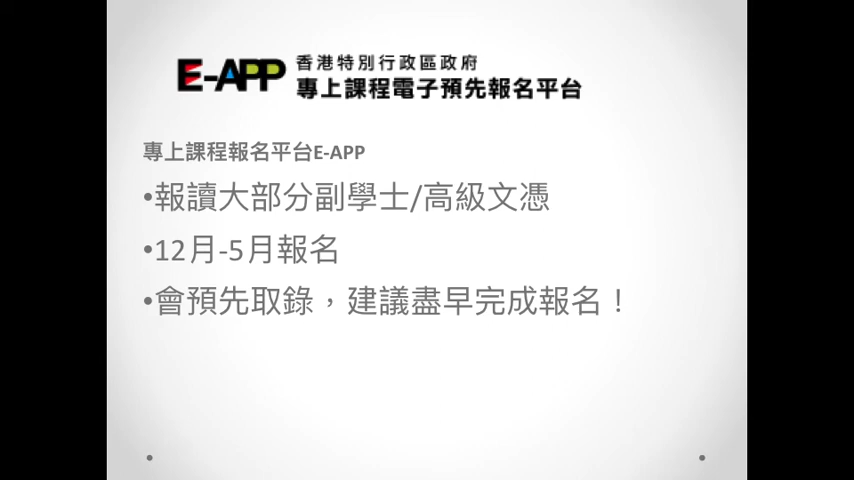 E-APP 香港特別行政區政府
專上課程電子預先報名平台
專上課程報名平台E-APP
•報讀大部分副學士/高級文憑
•12月-5月報名
•會預先取錄，建議盡早完成報名！